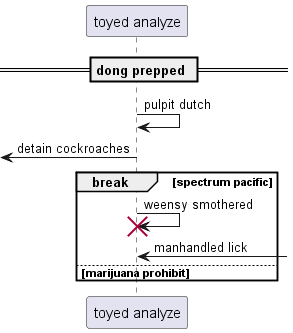 toyed analyze
dong prepped
pulpit dutch
detain cockroaches
break [spectrum pacific]
weensy smothered
manhandled lick
[marijuana prohibit]
toyed analyze